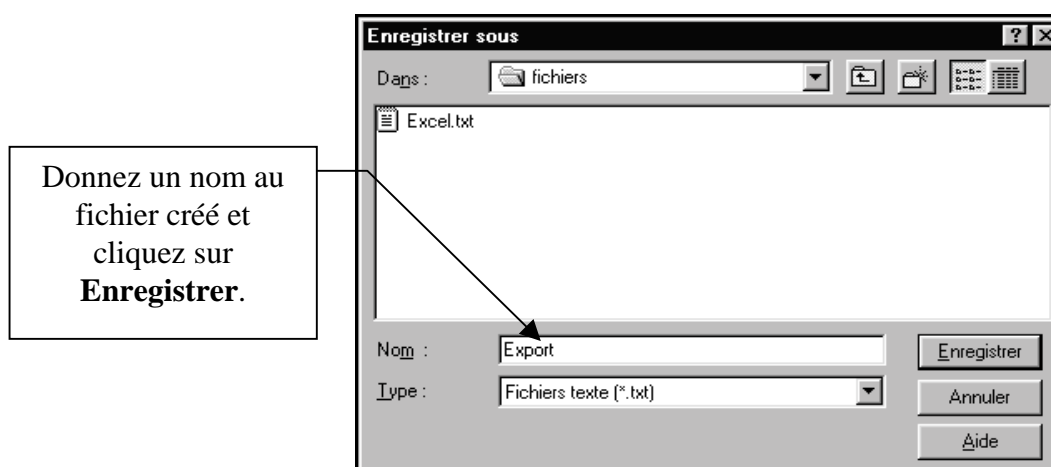 Enregistrer sous
Dans :
fichiers
Excel.txt
Donnez un nom au
fichier créé et
cliquez sur
Enregistrer.
Nom :
Export
Enregistrer
Type :
Fichiers texte (*.txt)
Annuler
Aide